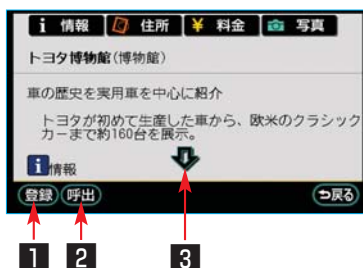 i 情報 住所 ¥ 料金 写真
トヨタ博物館(博物館)
車の歴史を実用車を中心に紹介
トヨタが初めて生産した車から、欧米のクラシック
カーまで約160台を展示。
i 情報
登録 呼出 戻る
1 2 3